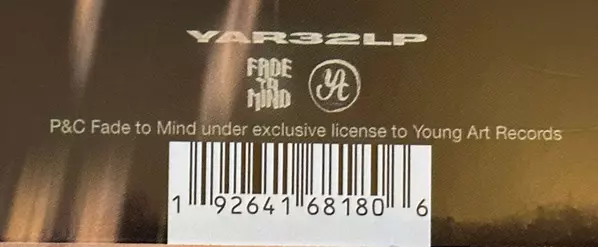 YAR32LP
FADE
TO
MIND
YA
P&C Fade to Mind under exclusive license to Young Art Records
1 92641 68180 6